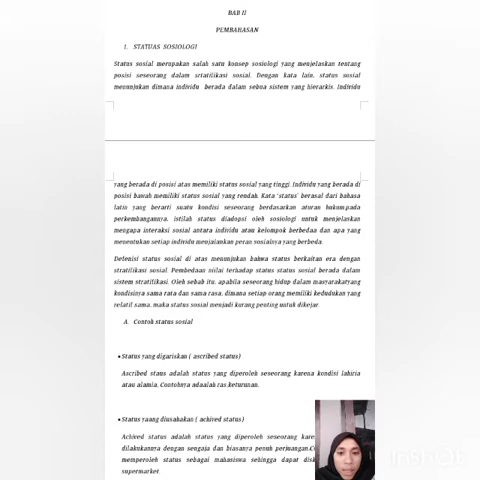 BAB II
PEMBAHASAN
1. STATUAS SOSIOLOGI
Status sosial merupakan salah satu konsep sosiologi yang menjelaskan tentang
posisi seseorang dalam srtatilikasi sosial. Dengan kata lain, status sosial
menunjukan dimana individu berada dalam sebua sistem yang hierarkis. Individu
yang berada di posisi atas memiliki status sosial yang tinggi. Individu yang berada di
posisi bawah memiliki status sosial yang rendah. Kata 'status' berasal dari bahasa
latin yang berarti suatu kondisi seseorang berdasarkan aturan hukum.pada
perkembangannya, istilah status diadopsi oleh sosiologi untuk menjelaskan
mengapa interaksi sosial antara individu atau kelompok berbedaa dan apa yang
menentukan setiap individu menjalankan peran sosialnya yang berbeda.
Defenisi status sosial di atas menunjukan bahwa status berkaitan era dengan
stratifikasi sosial. Pembedaan niilai terhadap status status sosial berada dalam
sistem stratifikasi. Oleh sebab itu, apabila seseorang hidup dalam masyarakatyang
kondisinya sama rata dan sama rasa, dimana setiap orang memiliki kedudukan yang
relatif sama, maka status sosial menjadi kurang penting untuk dikejar.
A. Contoh status sosial
• Status yang digariskan ( ascribed status)
Ascribed staus adalah status yang diperoleh seseorang karena kondisi lahiria
atau alamia. Contohnya adaalah ras keturunan.
• Status yaang diusahakan ( achived status)
Achived status adalah status yang diperoleh seseorang kare
dilakukannya dengan sengaja dan biasanya penuh perjuangan.C
memperoleh status sebagai mahasiswa sehingga dapat disk
supermarket.
InShOt